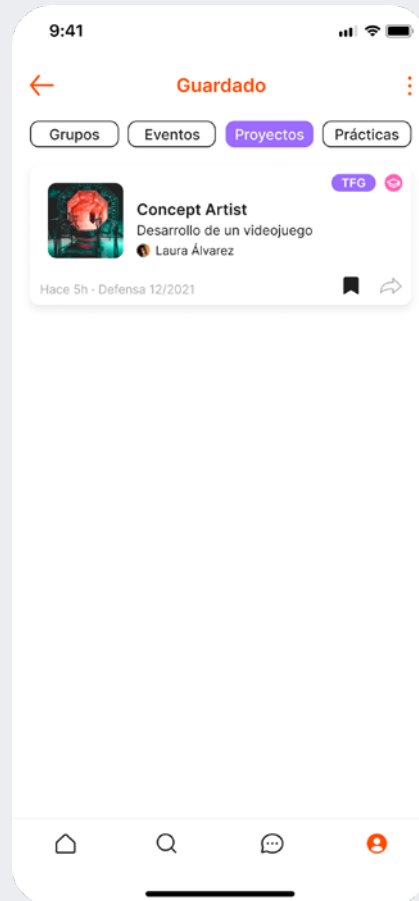 9:41
Guardado
Grupos Eventos Proyectos Prácticas
TFG
Concept Artist
Desarrollo de un videojuego
Laura Álvarez
Hace 5h - Defensa 12/2021